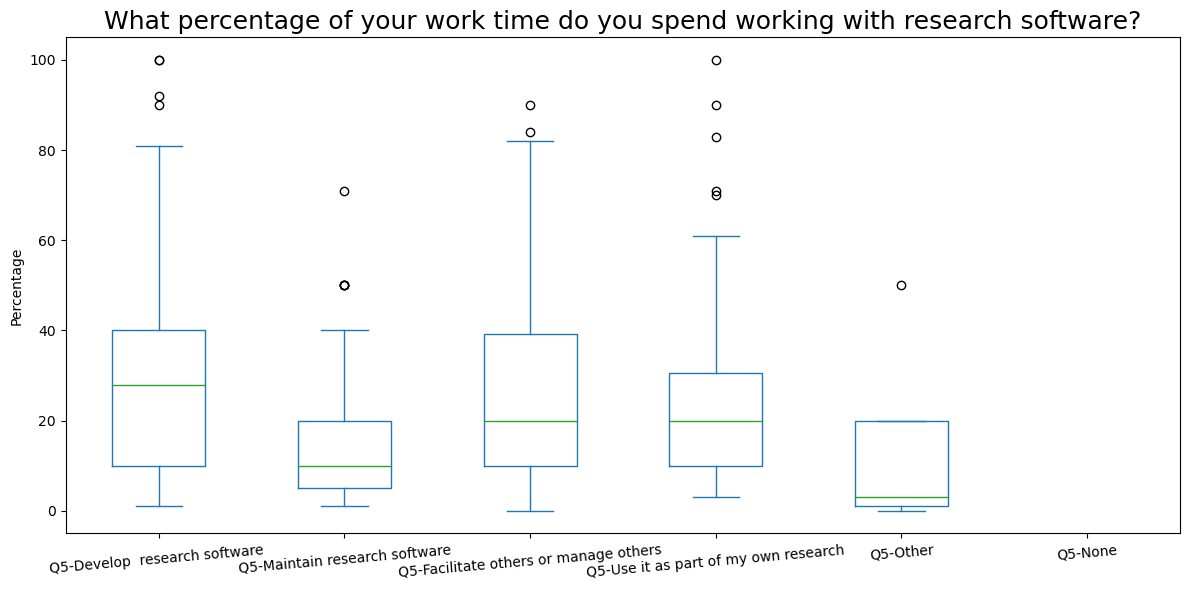 What percentage of your work time do you spend working with research software?
Percentage
100
80
60
40
20
0
Q5-Develop  research software
Q5-Maintain research software
Q5-Facilitate others or manage others
Q5-Use it as part of my own research
Q5-Other
Q5-None